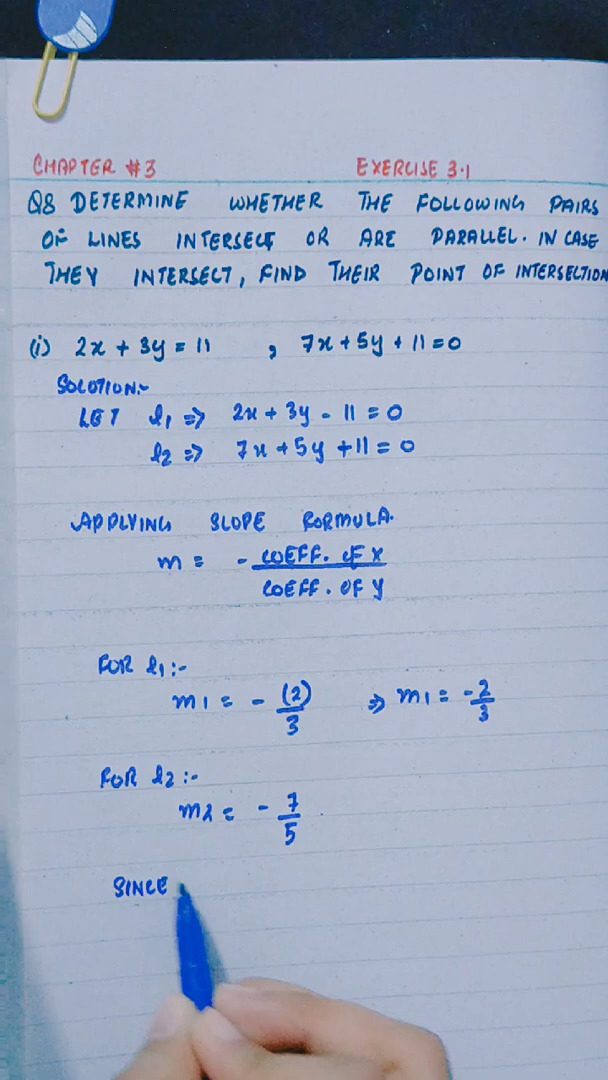 CHAPTER #3 EXERCISE 3.1
Q8 DETERMINE WHETHER THE FOLLOWING PAIRS
OF LINES INTERSECT OR ARE PARALLEL. IN CASE
THEY INTERSECT, FIND THEIR POINT OF INTERSECTION
(i) 2x + 3y = 11 , 7x + 5y + 11 = 0
SOLUTION:-
LET l1 => 2x + 3y - 11 = 0
l2 => 7x + 5y + 11 = 0
APPLYING SLOPE FORMULA.
m = - COEFF. OF X
COEFF. OF Y
FOR l1 :-
m1 = - (2)/3 => m1 = -2/3
FOR l2 :-
m2 = - 7/5
SINCE